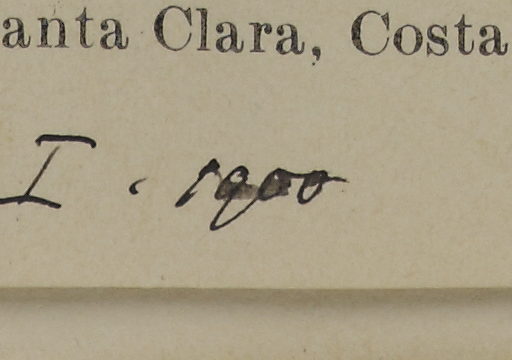 anta Clara, Costa
I. 1900